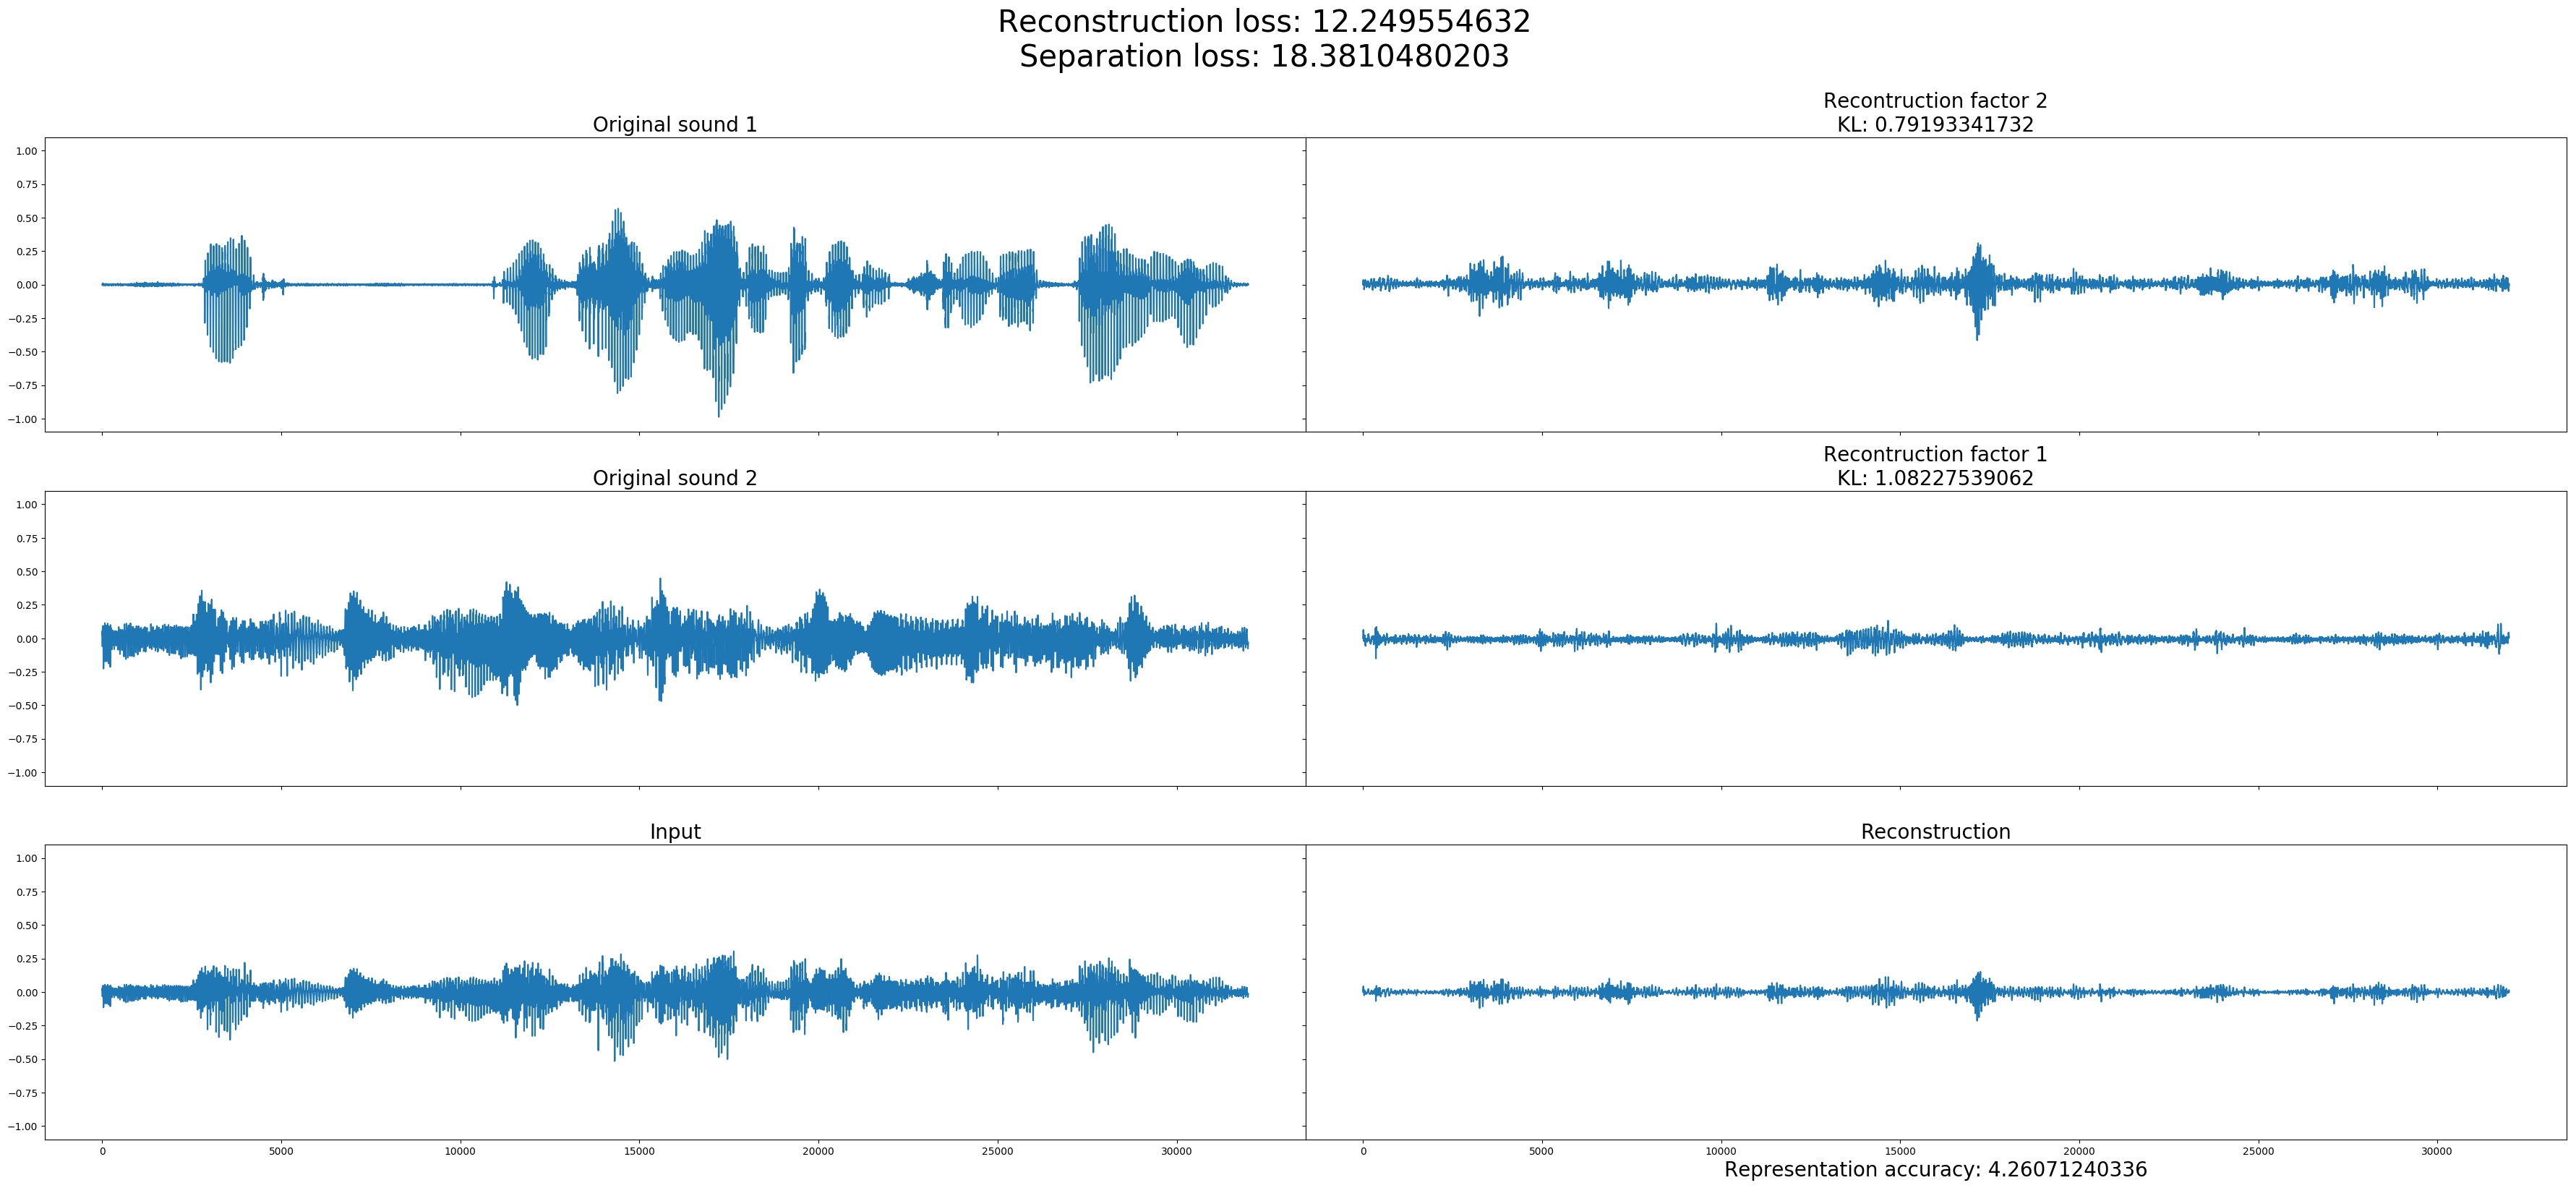 Reconstruction loss: 12.249554632
Separation loss: 18.3810480203
Original sound 1
Recontruction factor 2
KL: 0.79193341732
1.00
0.75
0.50
0.25
0.00
−0.25
−0.50
−0.75
−1.00
Original sound 2
Recontruction factor 1
KL: 1.08227539062
1.00
0.75
0.50
0.25
0.00
−0.25
−0.50
−0.75
−1.00
Input
Reconstruction
1.00
0.75
0.50
0.25
0.00
−0.25
−0.50
−0.75
−1.00
0 5000 10000 15000 20000 25000 30000
0 5000 10000 15000 20000 25000 30000
Representation accuracy: 4.26071240336